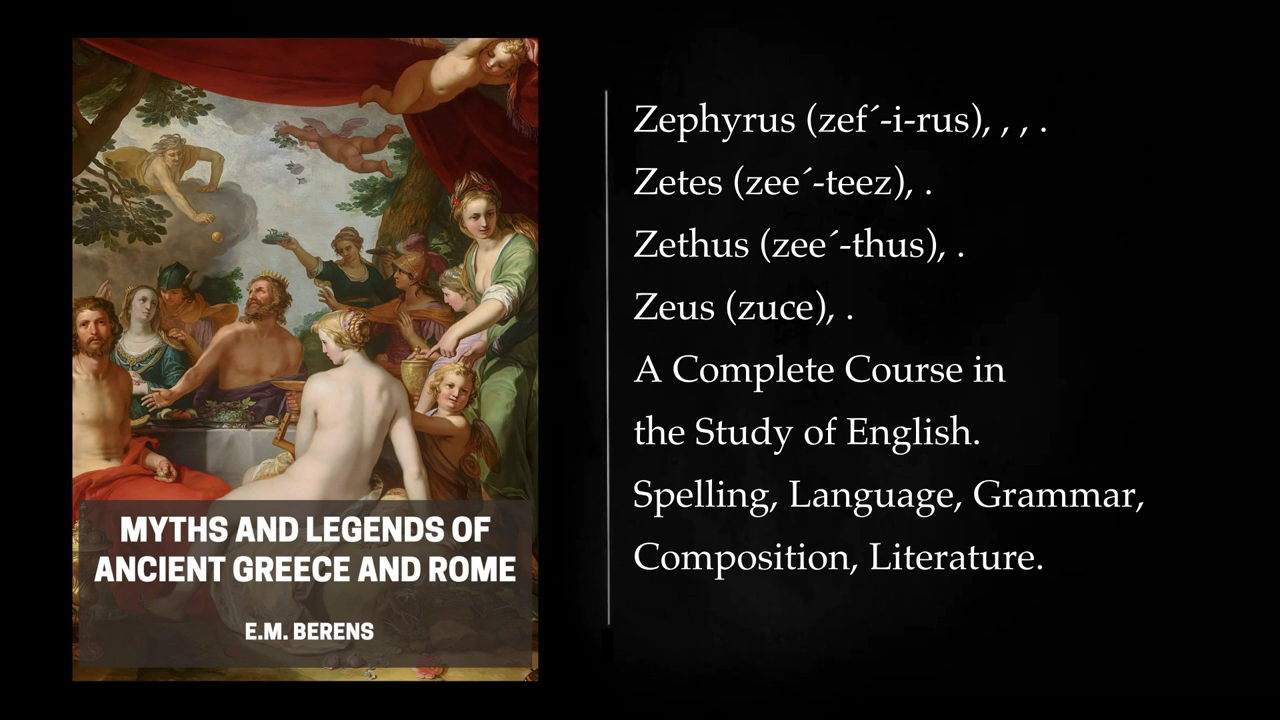 MYTHS AND LEGENDS OF
ANCIENT GREECE AND ROME
E.M. BERENS
Zephyrus (zef´-i-rus), , , .
Zetes (zee´-teez), .
Zethus (zee´-thus), .
Zeus (zuce), .
A Complete Course in
the Study of English.
Spelling, Language, Grammar,
Composition, Literature.